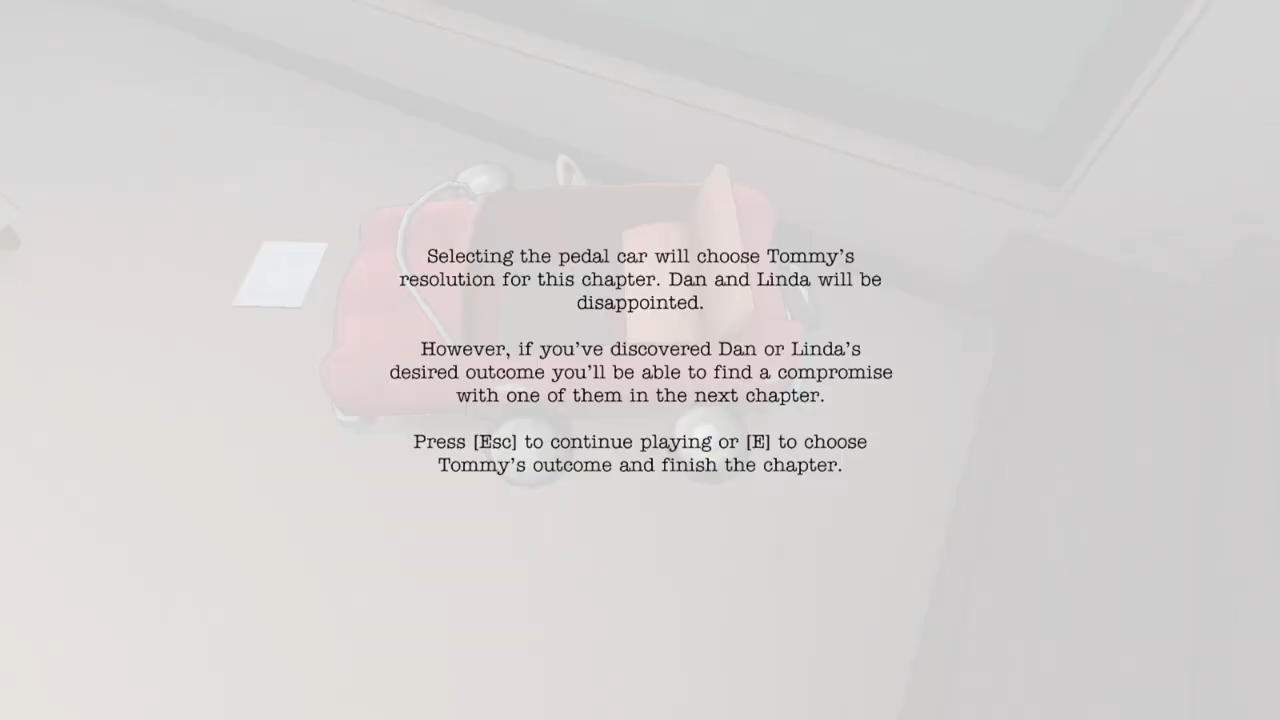 Selecting the pedal car will choose Tommy's
resolution for this chapter. Dan and Linda will be
disappointed.
However, if you've discovered Dan or Linda's
desired outcome you'll be able to find a compromise
with one of them in the next chapter.
Press [Esc] to continue playing or [E] to choose
Tommy's outcome and finish the chapter.